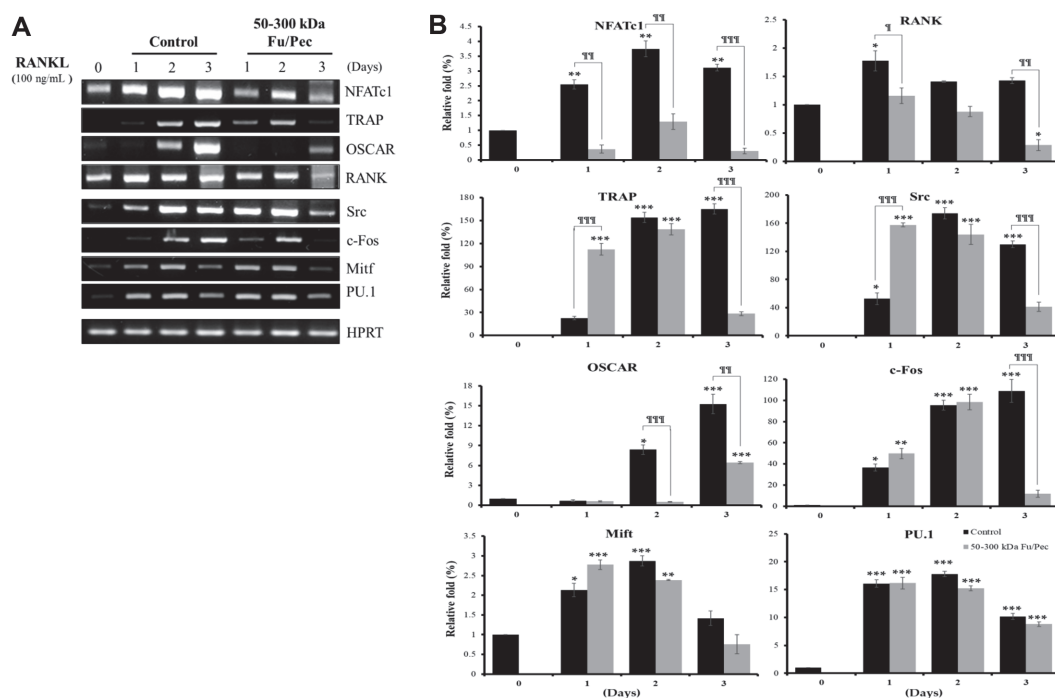 A
50-300 kDa
Control Fu/Pec
RANKL
(100 ng/mL)
0 1 2 3 1 2 3 (Days)
NFATc1
TRAP
OSCAR
RANK
Src
c-Fos
Mitf
PU.1
HPRT
B
NFATc1
Relative fold (%)
4.5
4
3.5
3
2.5
2
1.5
1
0.5
0
** ¶¶ ** ¶¶ ** ¶¶¶
0 1 2 3
RANK
2.5
2
1.5
1
0.5
0
* ¶ ¶¶ *
0 1 2 3
TRAP
Relative fold (%)
180
150
120
90
60
30
0
¶¶¶ *** *** *** *** ¶¶¶ ***
0 1 2 3
Src
200
160
120
80
40
0
* ¶¶¶ *** *** *** *** ¶¶¶
0 1 2 3
OSCAR
Relative fold (%)
18
15
12
9
6
3
0
* ¶¶¶ *** ¶¶ ***
0 1 2 3
c-Fos
120
100
80
60
40
20
0
* ** *** *** *** ¶¶¶
0 1 2 3
Mift
Relative fold (%)
3.5
3
2.5
2
1.5
1
0.5
0
* *** *** **
0 1 2 3
(Days)
PU.1
Control
50-300 kDa Fu/Pec
25
20
15
10
5
0
*** *** *** *** *** ***
0 1 2 3
(Days)